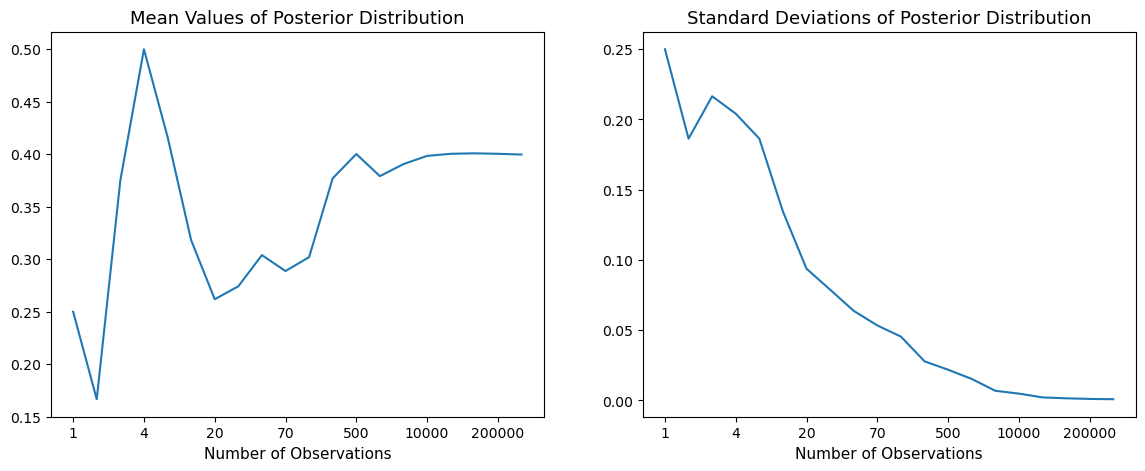 Mean Values of Posterior Distribution
0.50
0.45
0.40
0.35
0.30
0.25
0.20
0.15
1 4 20 70 500 10000 200000
Number of Observations
Standard Deviations of Posterior Distribution
0.25
0.20
0.15
0.10
0.05
0.00
1 4 20 70 500 10000 200000
Number of Observations